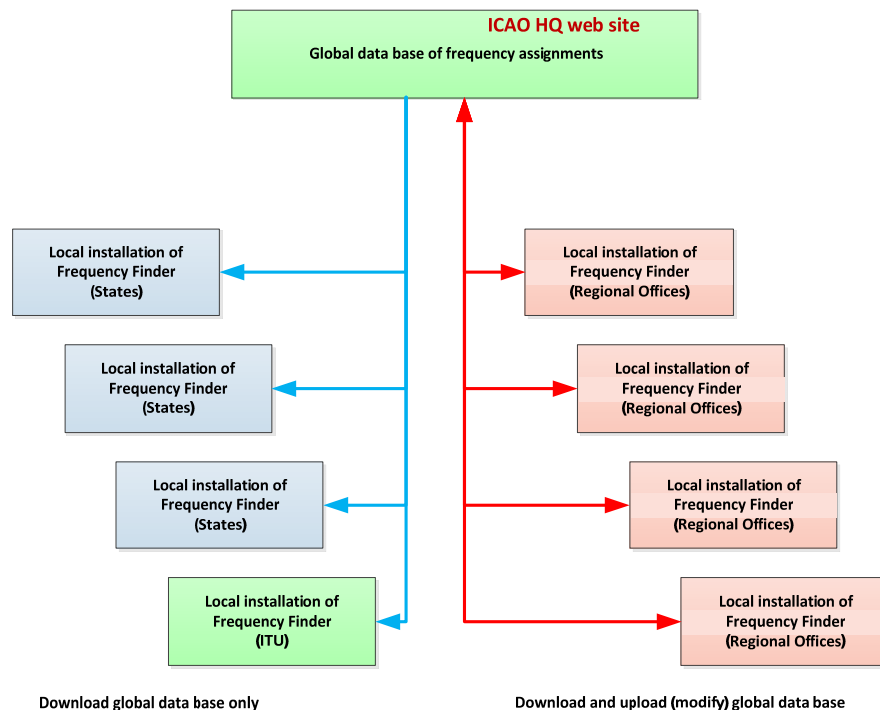 ICAO HQ web site
Global data base of frequency assignments
Local installation of
Frequency Finder
(States)
Local installation of
Frequency Finder
(Regional Offices)
Local installation of
Frequency Finder
(States)
Local installation of
Frequency Finder
(Regional Offices)
Local installation of
Frequency Finder
(States)
Local installation of
Frequency Finder
(Regional Offices)
Local installation of
Frequency Finder
(ITU)
Local installation of
Frequency Finder
(Regional Offices)
Download global data base only
Download and upload (modify) global data base